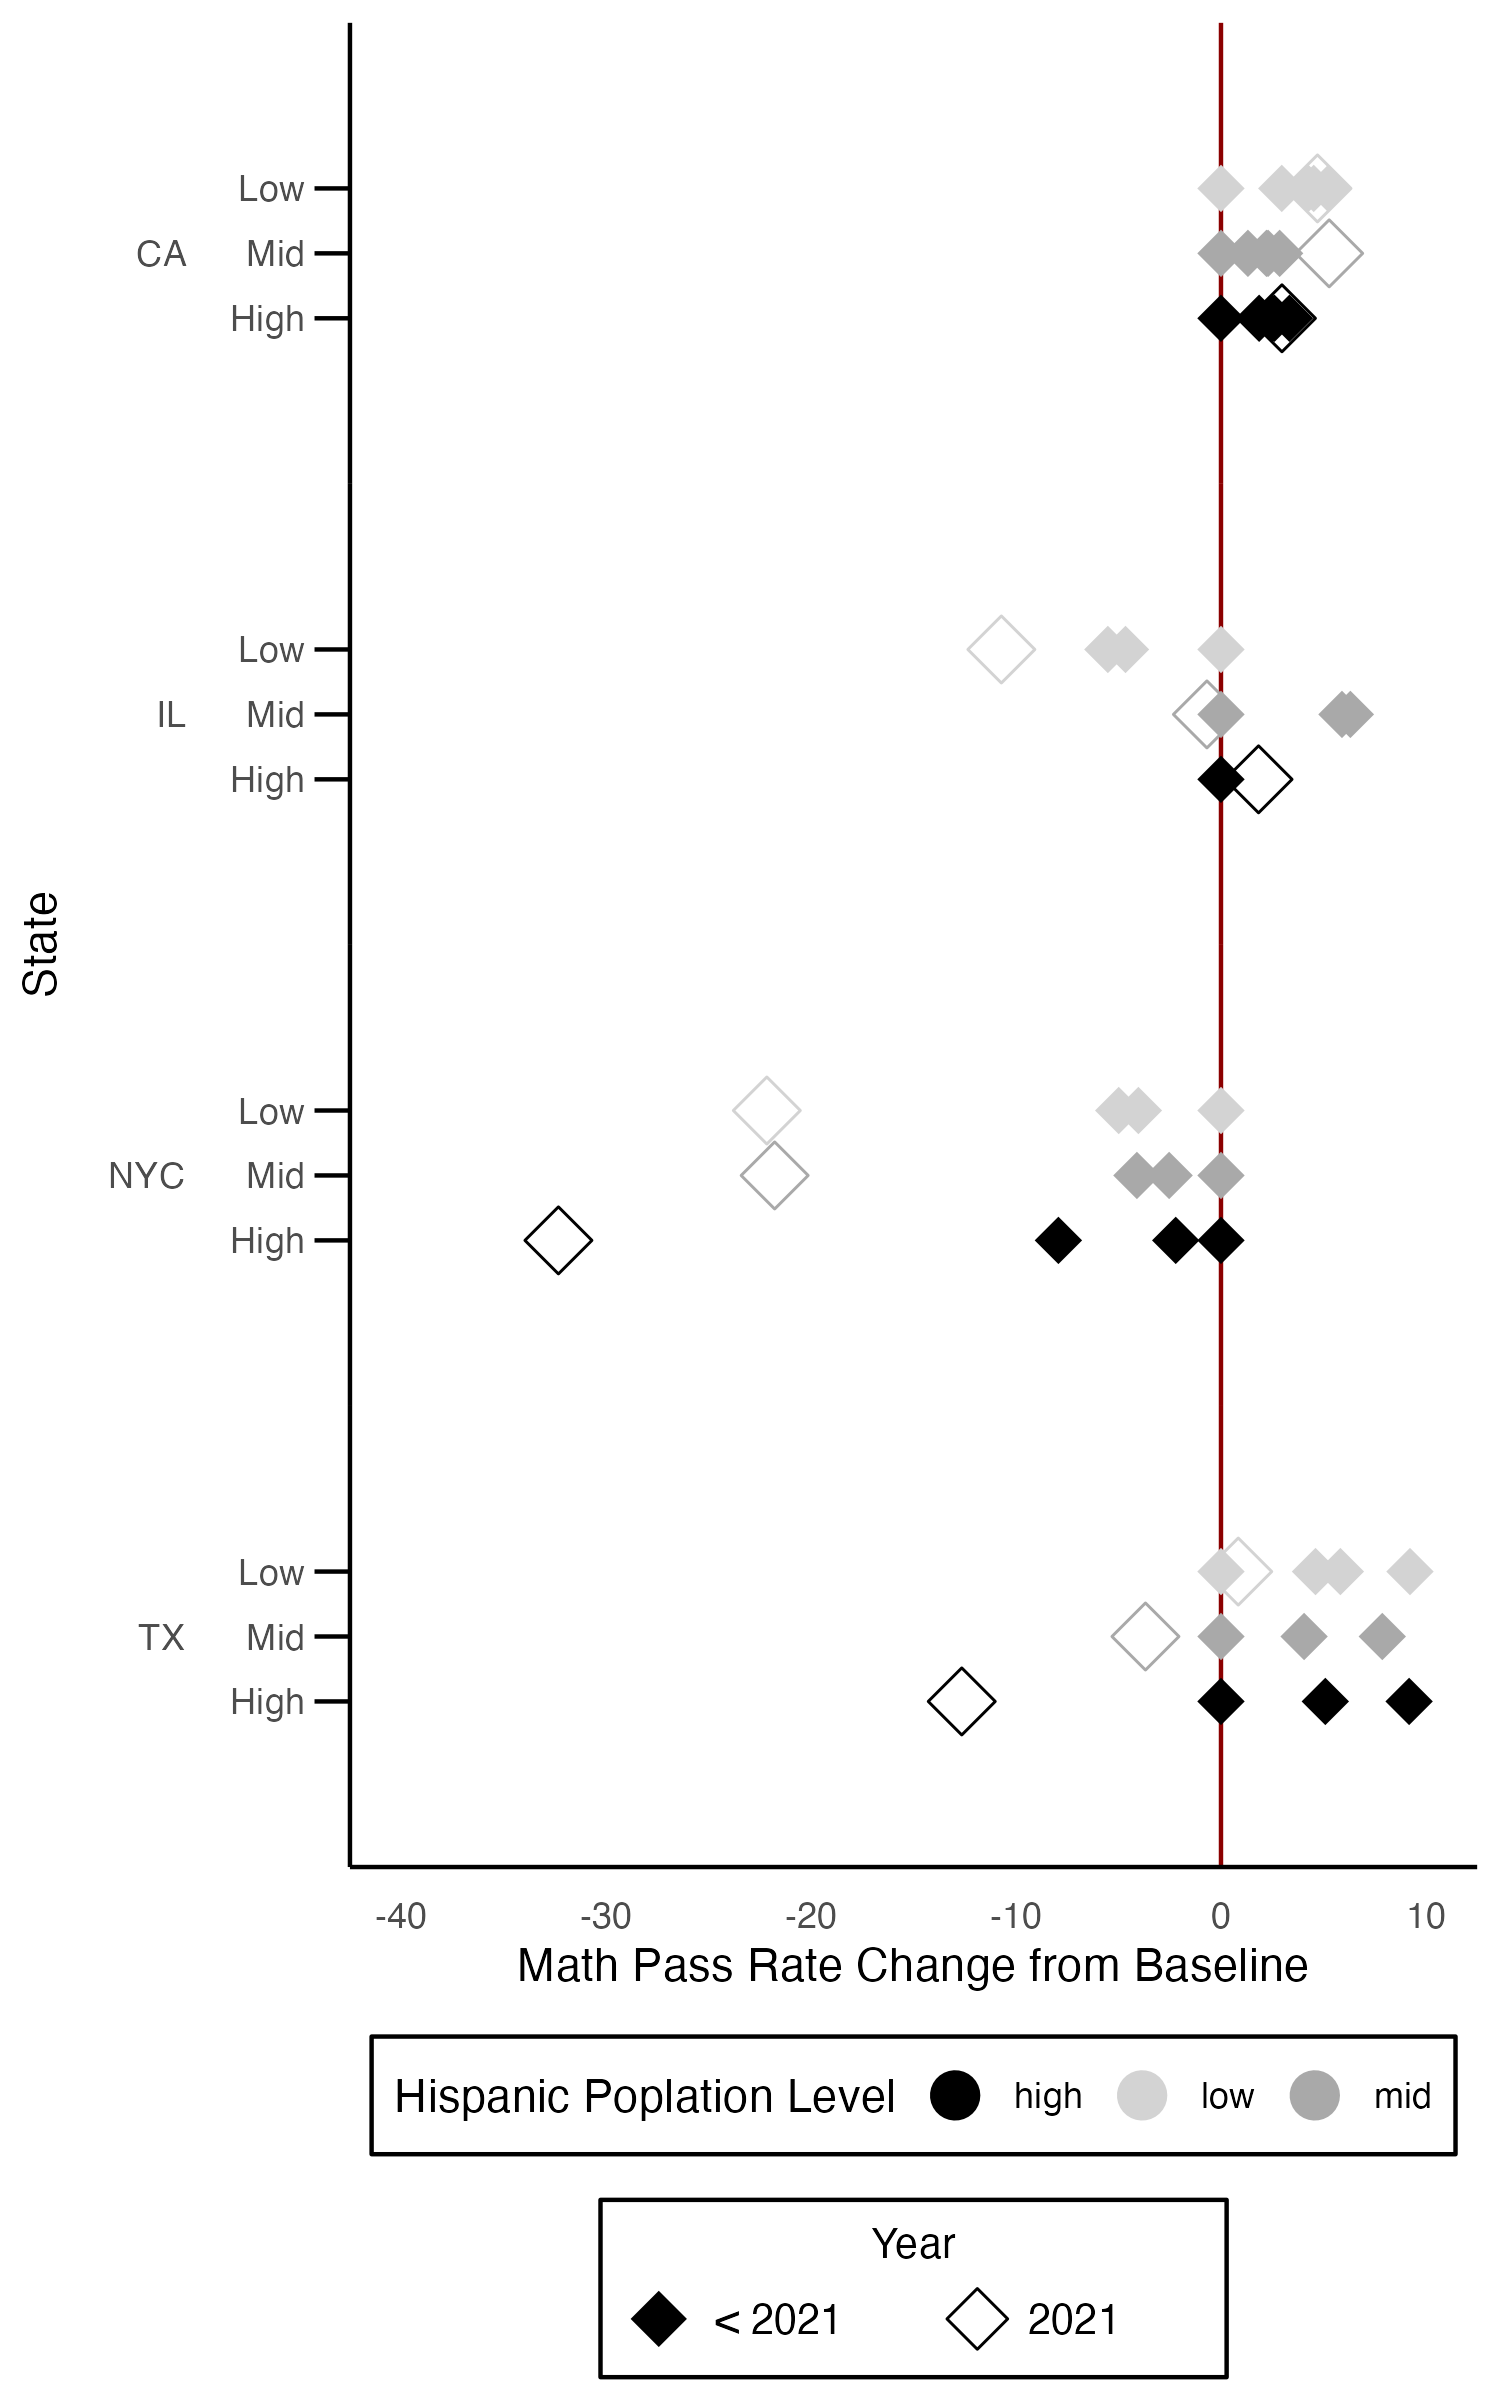 Low
CA Mid
High
Low
IL Mid
High
State
Low
NYC Mid
High
Low
TX Mid
High
-40 -30 -20 -10 0 10
Math Pass Rate Change from Baseline
Hispanic Poplation Level high low mid
Year
< 2021 2021